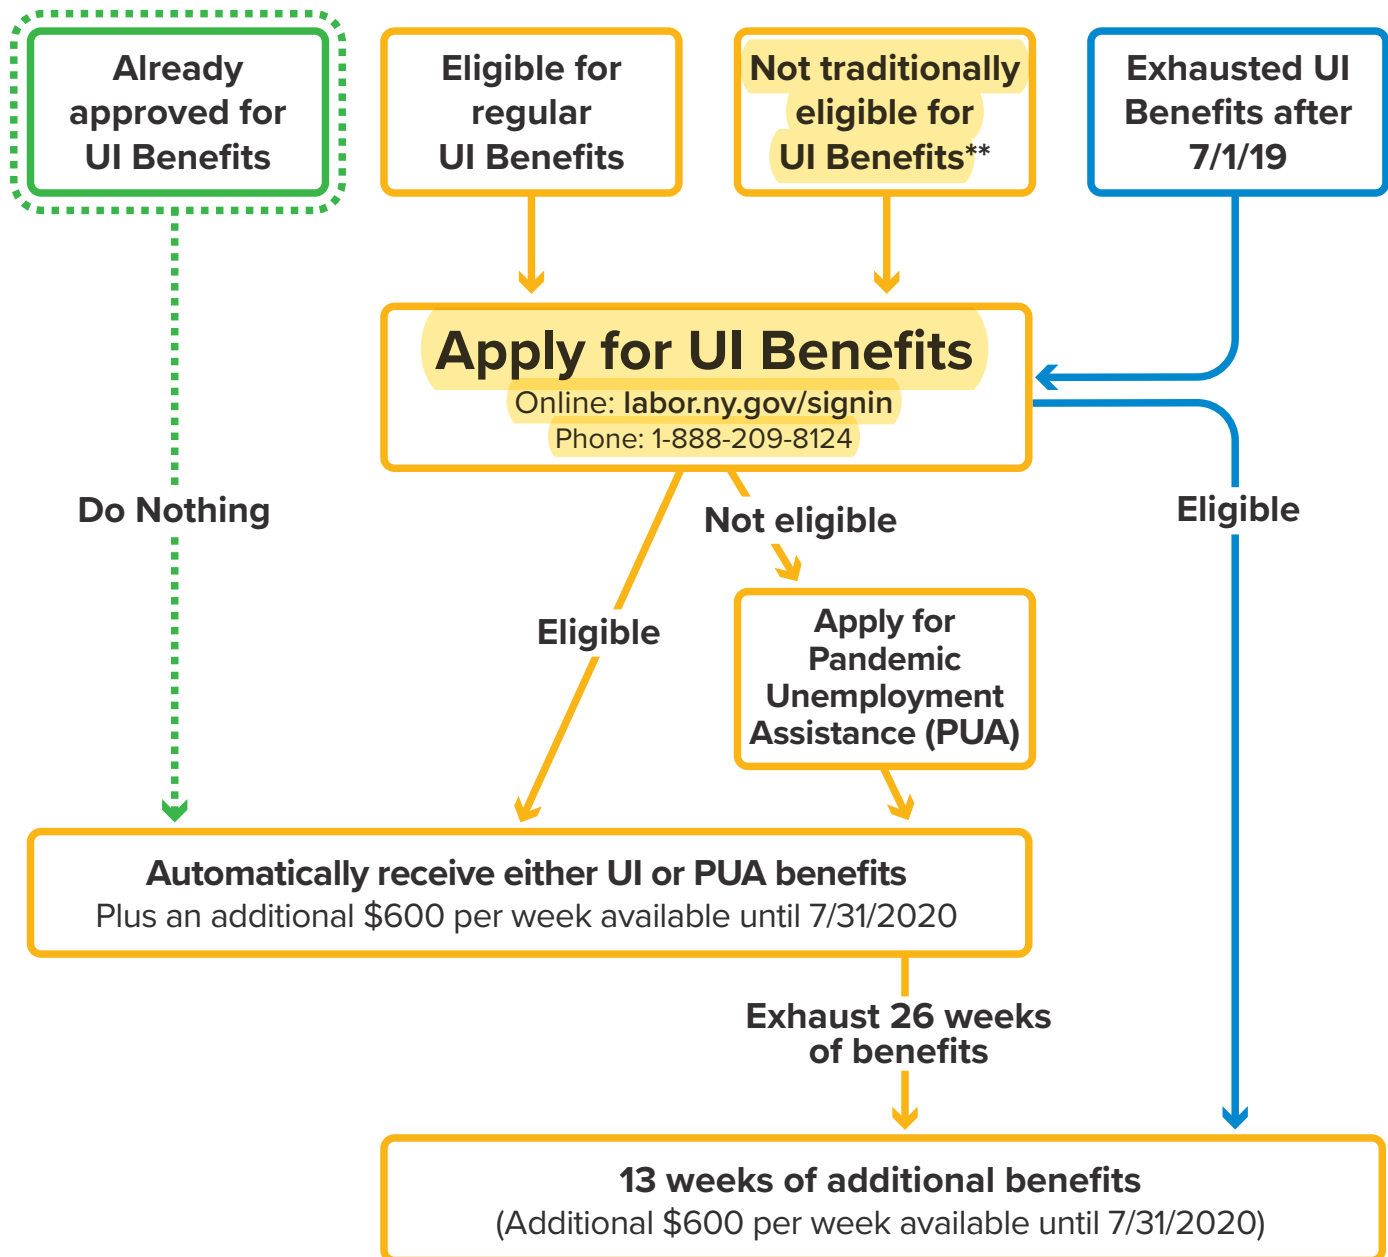 Already
approved for
UI Benefits
Eligible for
regular
UI Benefits
Not traditionally
eligible for
UI Benefits**
Exhausted UI
Benefits after
7/1/19
Apply for UI Benefits
Online: labor.ny.gov/signin
Phone: 1-888-209-8124
Do Nothing
Not eligible
Eligible
Eligible
Apply for
Pandemic
Unemployment
Assistance (PUA)
Automatically receive either UI or PUA benefits
Plus an additional $600 per week available until 7/31/2020
Exhaust 26 weeks
of benefits
13 weeks of additional benefits
(Additional $600 per week available until 7/31/2020)